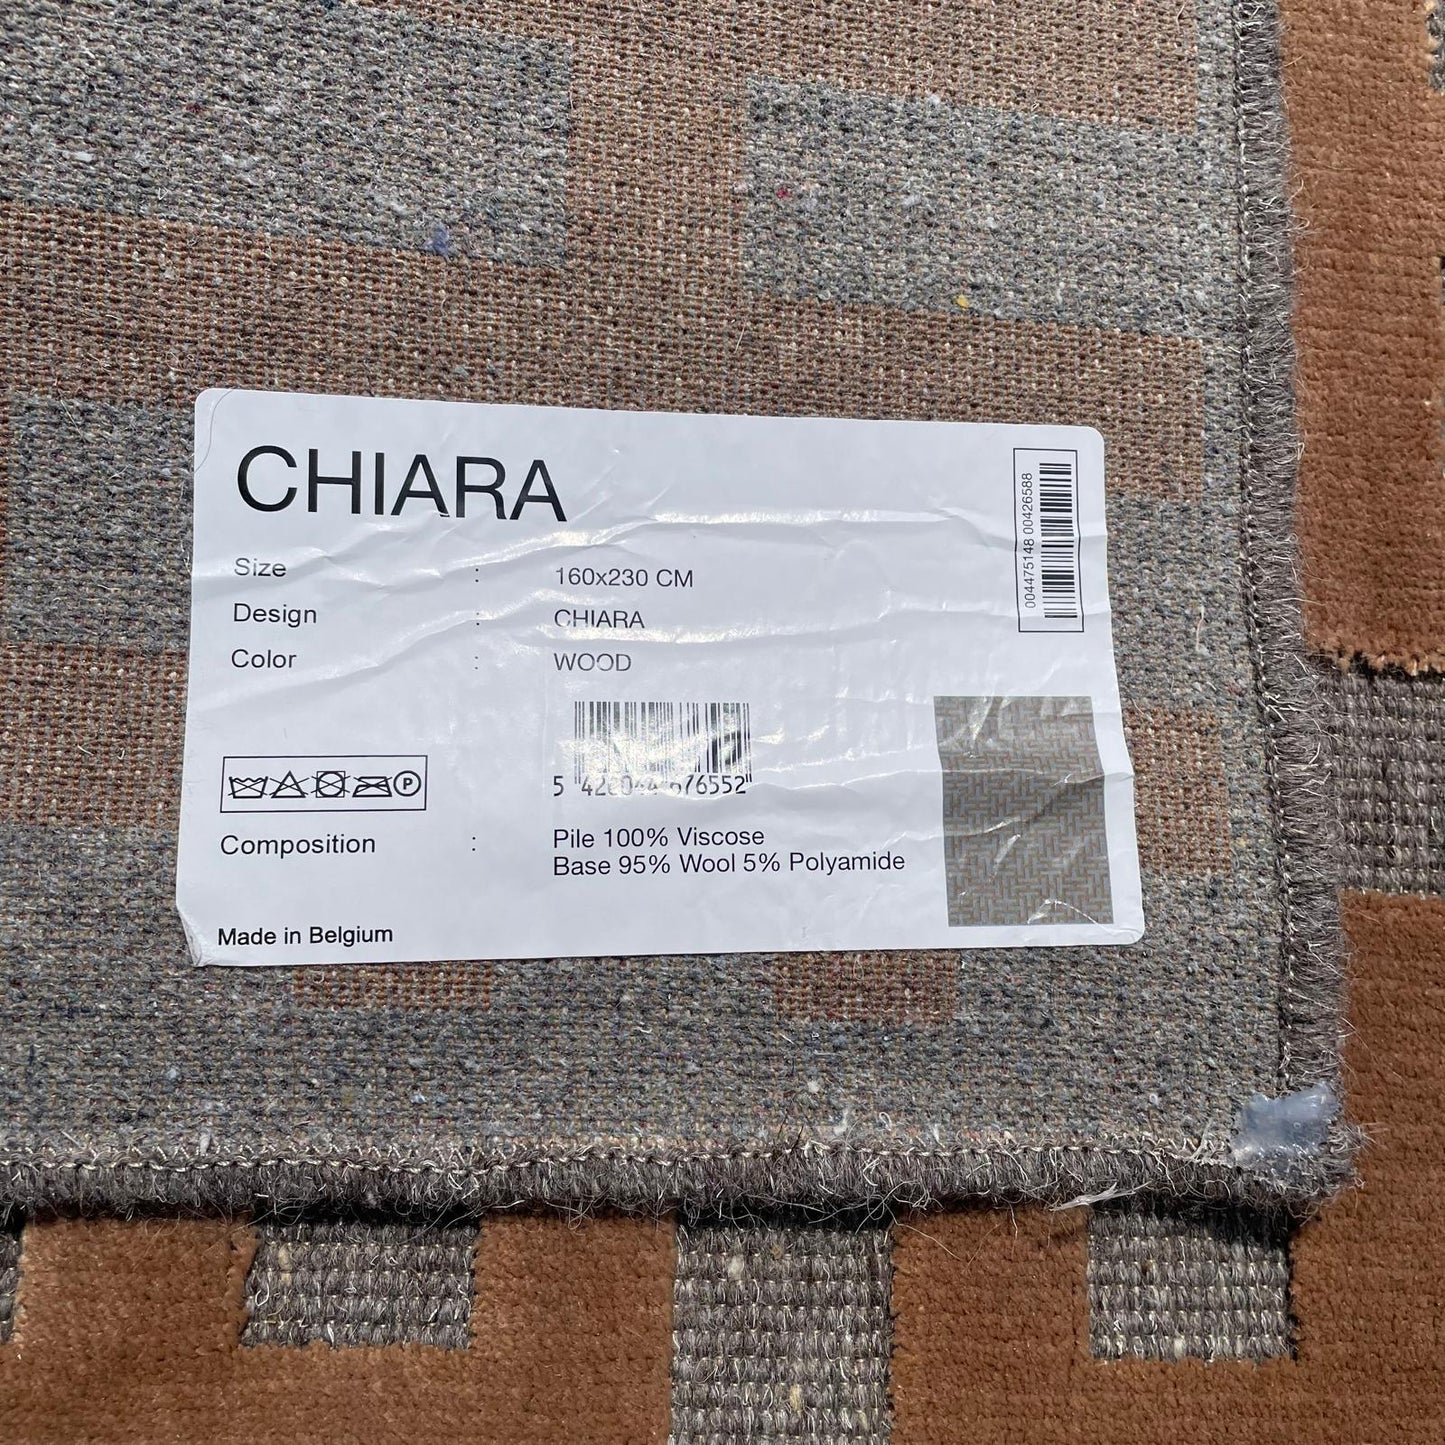 CHIARA
Size : 160x230 CM
Design : CHIARA
Color : WOOD
004475148 00426588
P
Composition : Pile 100% Viscose
Base 95% Wool 5% Polyamide
Made in Belgium